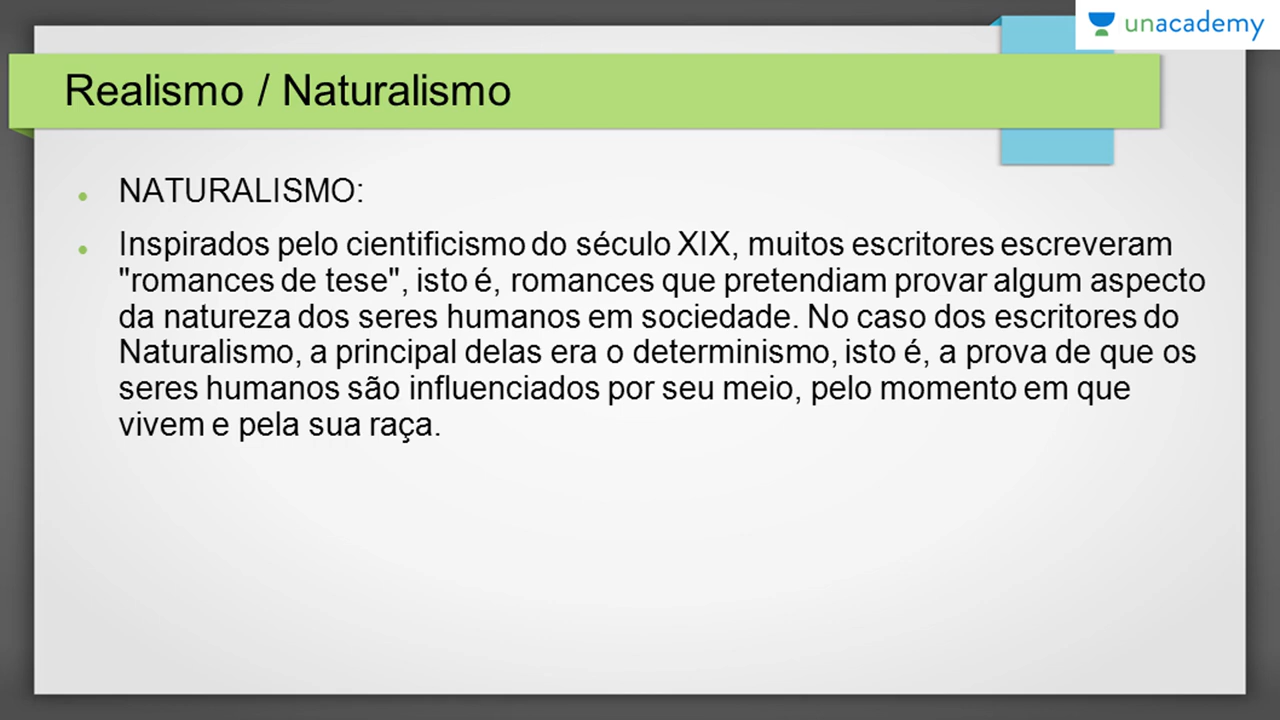 unacademy
Realismo / Naturalismo
NATURALISMO:
Inspirados pelo cientificismo do século XIX, muitos escritores escreveram
"romances de tese", isto é, romances que pretendiam provar algum aspecto
da natureza dos seres humanos em sociedade. No caso dos escritores do
Naturalismo, a principal delas era o determinismo, isto é, a prova de que os
seres humanos são influenciados por seu meio, pelo momento em que
vivem e pela sua raça.